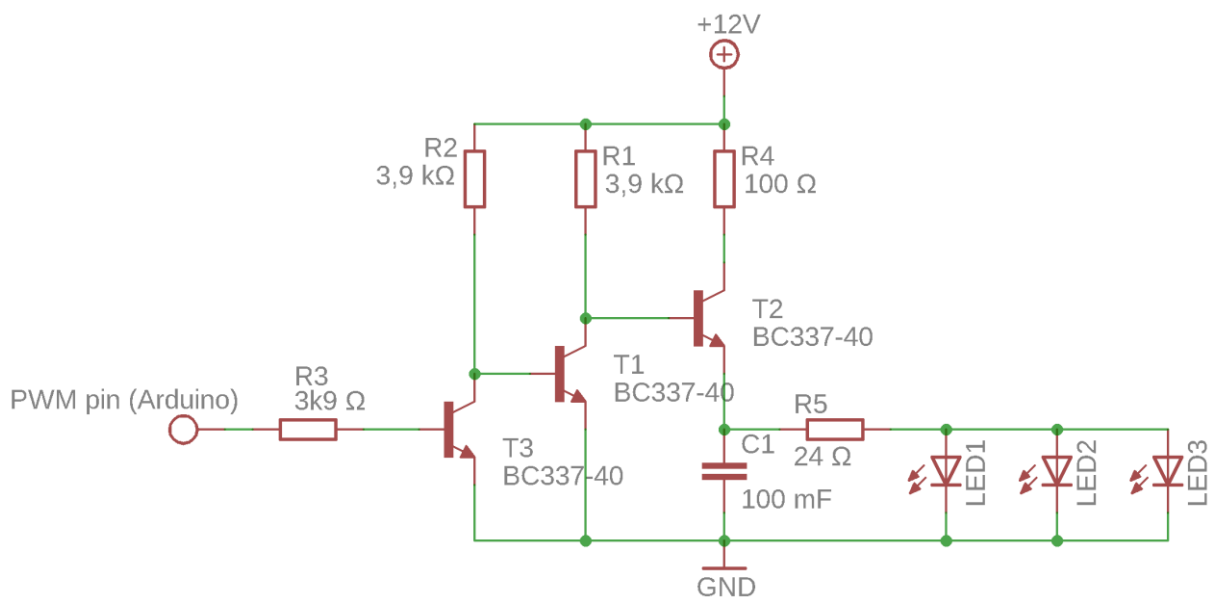 +12V
R2
3,9 kΩ
R1
3,9 kΩ
R4
100 Ω
T2
BC337-40
T1
BC337-40
PWM pin (Arduino)
R3
3k9 Ω
T3
BC337-40
R5
24 Ω
C1
100 mF
LED1
LED2
LED3
GND